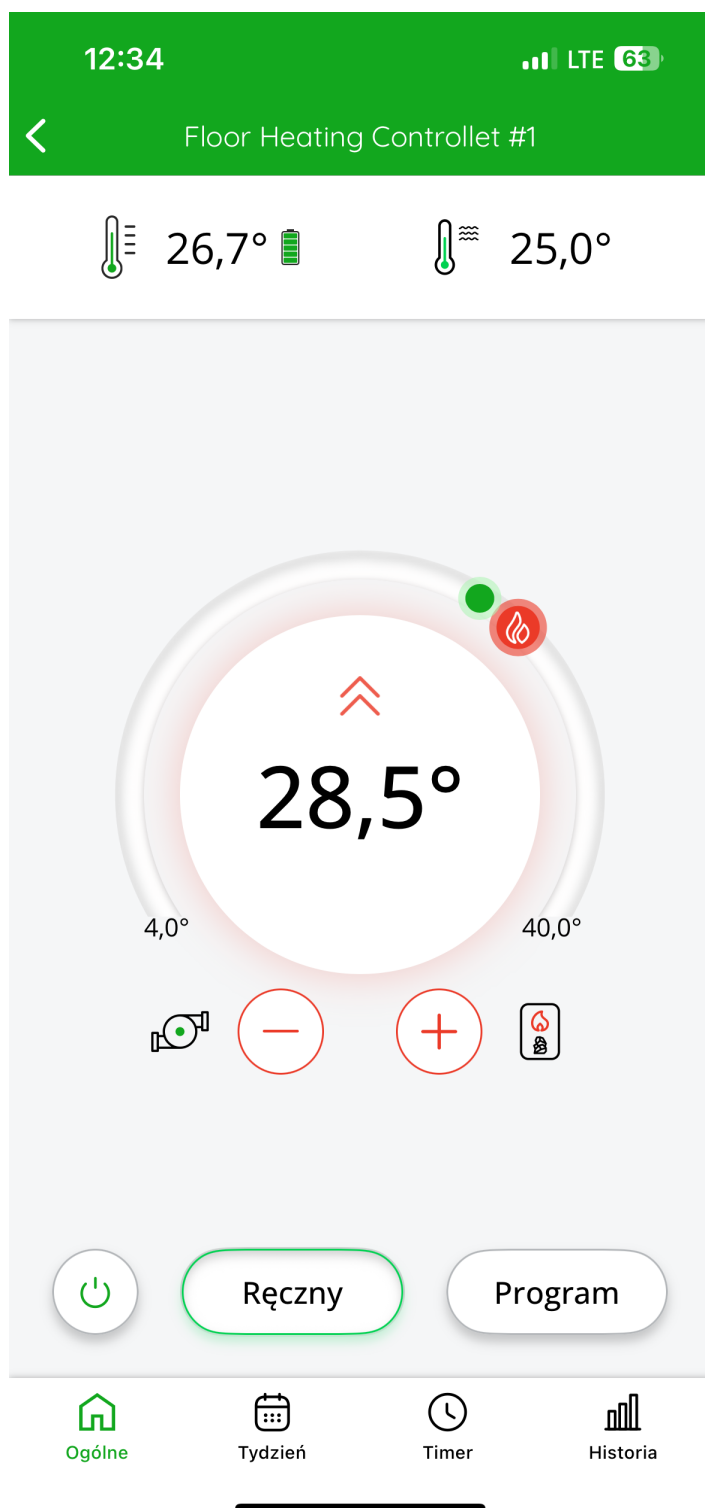 12:34 LTE 63
Floor Heating Controllet #1
26,7° 25,0°
28,5°
4,0° 40,0°
Ręczny Program
Ogólne Tydzień Timer Historia